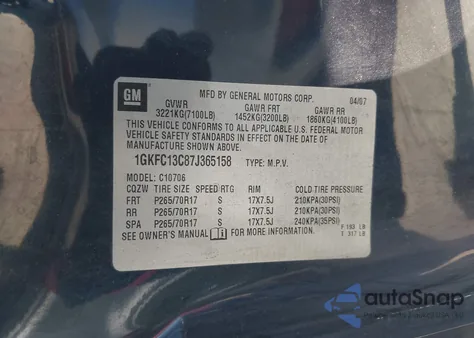 GM
MFD BY GENERAL MOTORS CORP. 04/07
GVWR GAWR FRT GAWR RR
3221KG(7100LB) 1452KG(3200LB) 1860KG(4100LB)
THIS VEHICLE CONFORMS TO ALL APPLICABLE U.S. FEDERAL
MOTOR VEHICLE SAFETY STANDARDS IN EFFECT ON THE DATE OF
MANUFACTURE SHOWN ABOVE.
1GKFC13C87J365158 TYPE: M.P.V.
MODEL: C10706
CQZW TIRE SIZE SPEED RTG RIM COLD TIRE PRESSURE
FRT P265/70R17 S 17X7.5J 210KPA(30PSI)
RR P265/70R17 S 17X7.5J 210KPA(30PSI)
SPA P265/70R17 S 17X7.5J 240KPA(35PSI)
SEE OWNER'S MANUAL FOR MORE INFORMATION.
F 193 LB
T 317 LB
autoSnap